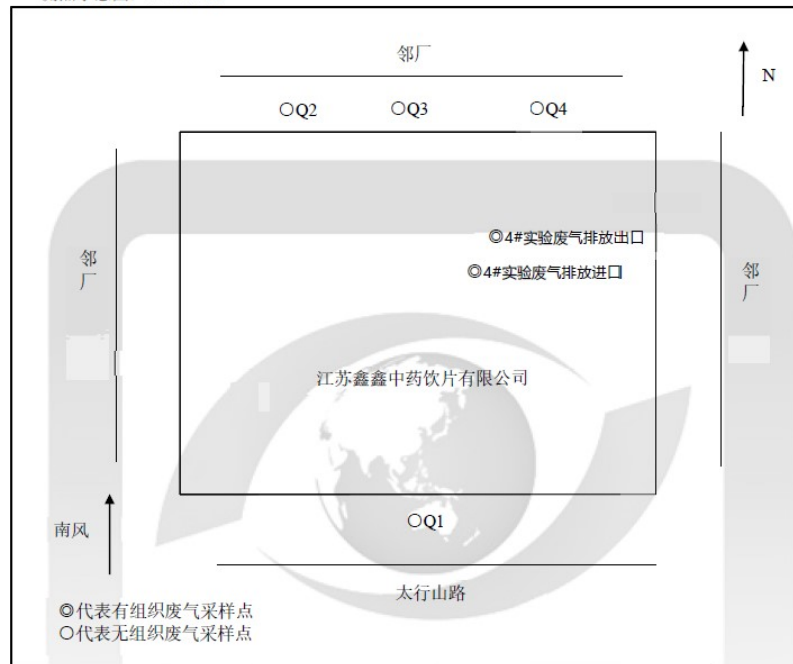 邻厂
N
○Q2
○Q3
○Q4
◎4#实验废气排放出口
邻厂
◎4#实验废气排放进口
邻厂
江苏鑫鑫中药饮片有限公司
○Q1
南风
太行山路
◎代表有组织废气采样点
○代表无组织废气采样点